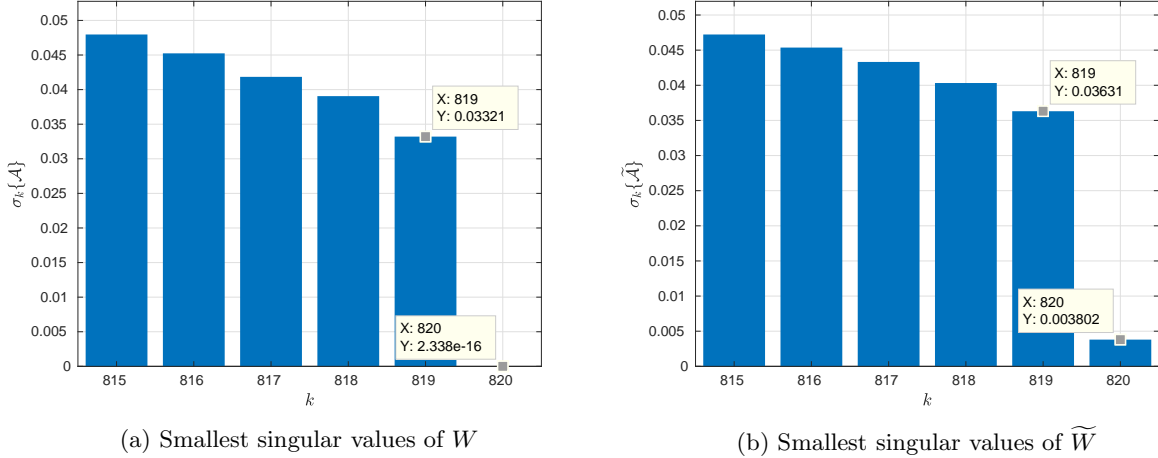 0.05
0.045
0.04
0.035
0.03
0.025
0.02
0.015
0.01
0.005
0
σₖ{𝒜}
X: 819
Y: 0.03321
X: 820
Y: 2.338e-16
815 816 817 818 819 820
k
(a) Smallest singular values of W
0.05
0.045
0.04
0.035
0.03
0.025
0.02
0.015
0.01
0.005
0
σₖ{𝒜̃}
X: 819
Y: 0.03631
X: 820
Y: 0.003802
815 816 817 818 819 820
k
(b) Smallest singular values of W̃